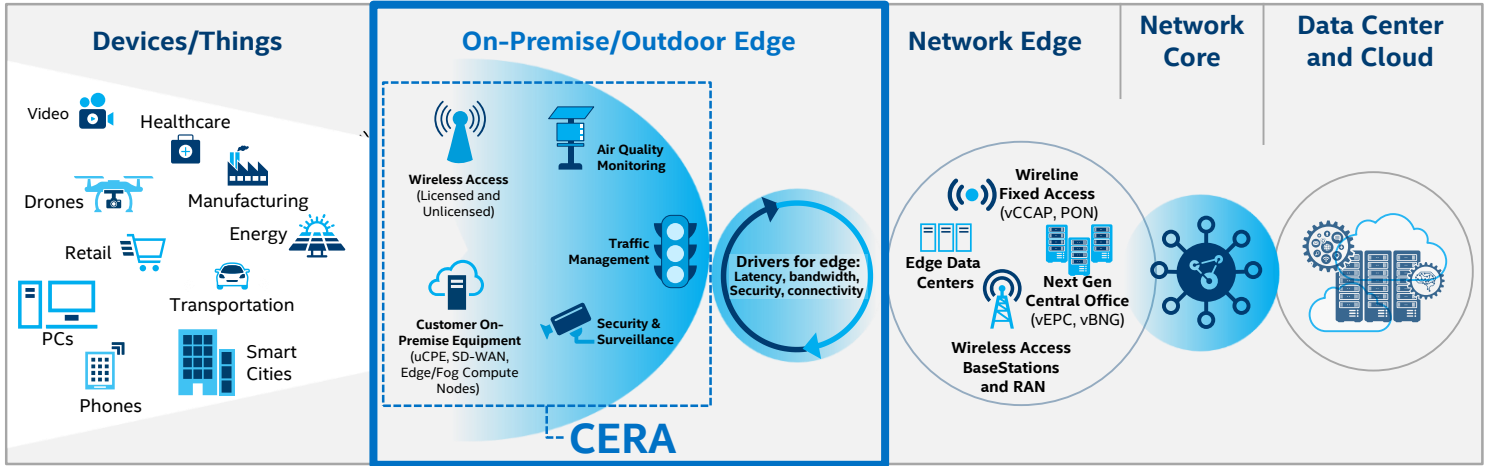 Devices/Things
Video
Healthcare
Drones
Manufacturing
Retail
Energy
Transportation
PCs
Smart
Cities
Phones
On-Premise/Outdoor Edge
Wireless Access
(Licensed and
Unlicensed)
Air Quality
Monitoring
Traffic
Management
Customer On-
Premise Equipment
(uCPE, SD-WAN,
Edge/Fog Compute
Nodes)
Security &
Surveillance
CERA
Drivers for edge:
Latency, bandwidth,
Security, connectivity
Network Edge
Wireline
Fixed Access
(vCCAP, PON)
Edge Data
Centers
Next Gen
Central Office
(vEPC, vBNG)
Wireless Access
BaseStations
and RAN
Network
Core
Data Center
and Cloud